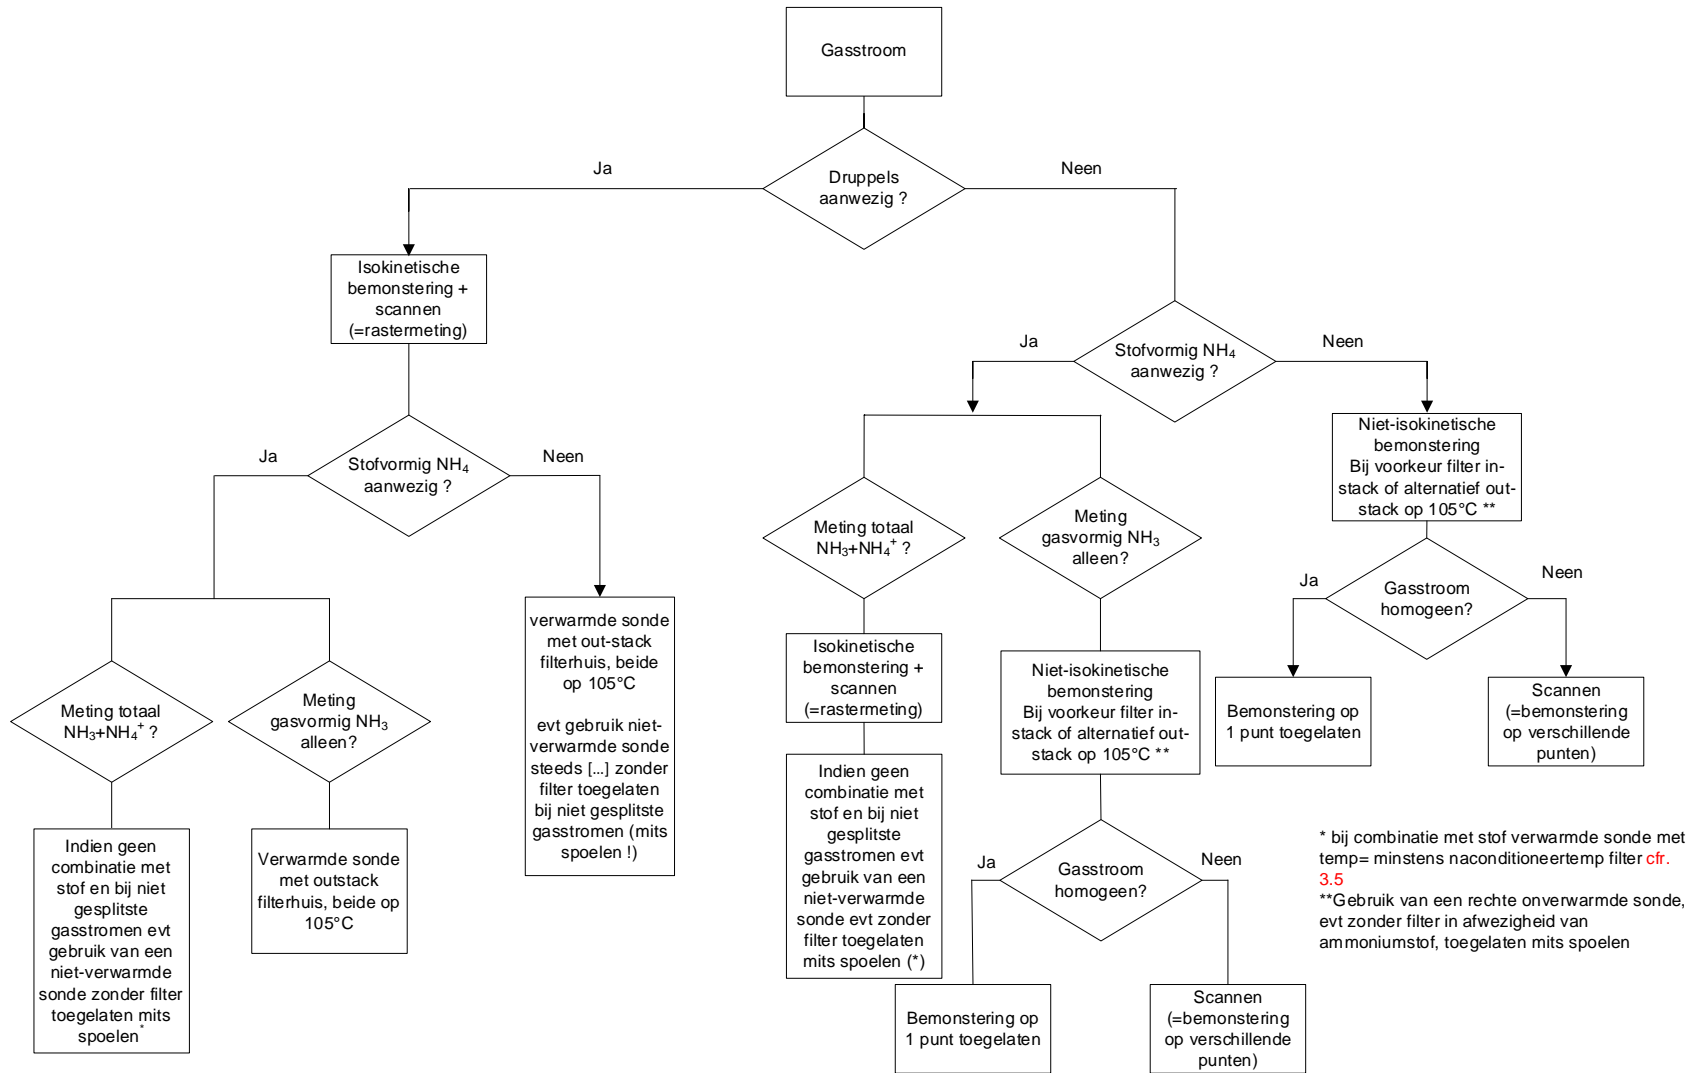 Gasstroom
Druppels
aanwezig ?
Ja
Neen
Isokinetische
bemonstering +
scannen
(=rastermeting)
Stofvormig NH₄
aanwezig ?
Ja
Neen
Meting totaal
NH₃+NH₄⁺ ?
Meting
gasvormig NH₃
alleen?
Indien geen
combinatie met
stof en bij niet
gesplitste
gasstromen evt
gebruik van een
niet-verwarmde
sonde zonder filter
toegelaten mits
spoelen*
Verwarmde sonde
met outstack
filterhuis, beide op
105°C
verwarmde sonde
met out-stack
filterhuis, beide
op 105°C
evt gebruik niet-
verwarmde sonde
steeds [...] zonder
filter toegelaten
bij niet gesplitste
gasstromen (mits
spoelen !)
Stofvormig NH₄
aanwezig ?
Ja
Neen
Meting totaal
NH₃+NH₄⁺ ?
Isokinetische
bemonstering +
scannen
(=rastermeting)
Indien geen
combinatie met
stof en bij niet
gesplitste
gasstromen evt
gebruik van een
niet-verwarmde
sonde evt zonder
filter toegelaten
mits spoelen (*)
Meting
gasvormig NH₃
alleen?
Niet-isokinetische
bemonstering
Bij voorkeur filter in-
stack of alternatief out-
stack op 105°C **
Gasstroom
homogeen?
Ja
Neen
Bemonstering op
1 punt toegelaten
Scannen
(=bemonstering
op verschillende
punten)
Niet-isokinetische
bemonstering
Bij voorkeur filter in-
stack of alternatief out-
stack op 105°C **
Gasstroom
homogeen?
Ja
Neen
Bemonstering op
1 punt toegelaten
Scannen
(=bemonstering
op verschillende
punten)
* bij combinatie met stof verwarmde sonde met
temp= minstens naconditioneertemp filter cfr.
3.5
**Gebruik van een rechte onverwarmde sonde,
evt zonder filter in afwezigheid van
ammoniumstof, toegelaten mits spoelen